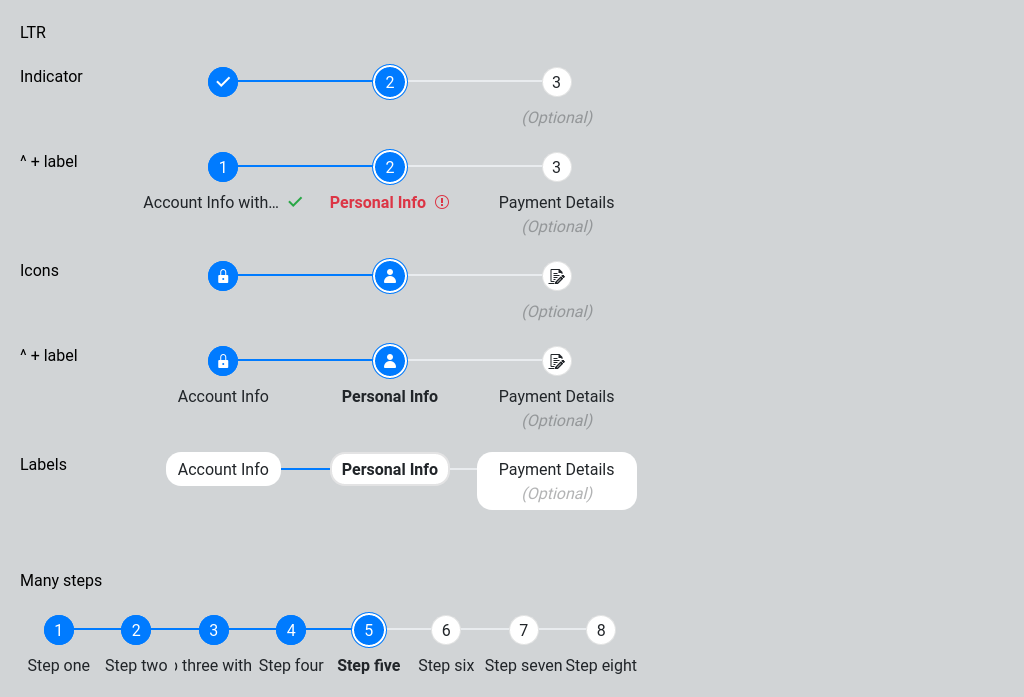 LTR
Indicator
2 3
(Optional)
^ + label
1 2 3
Account Info with... Personal Info Payment Details
(Optional)
Icons
(Optional)
^ + label
Account Info Personal Info Payment Details
(Optional)
Labels
Account Info Personal Info Payment Details
(Optional)
Many steps
1 2 3 4 5 6 7 8
Step one Step two three with Step four Step five Step six Step seven Step eight